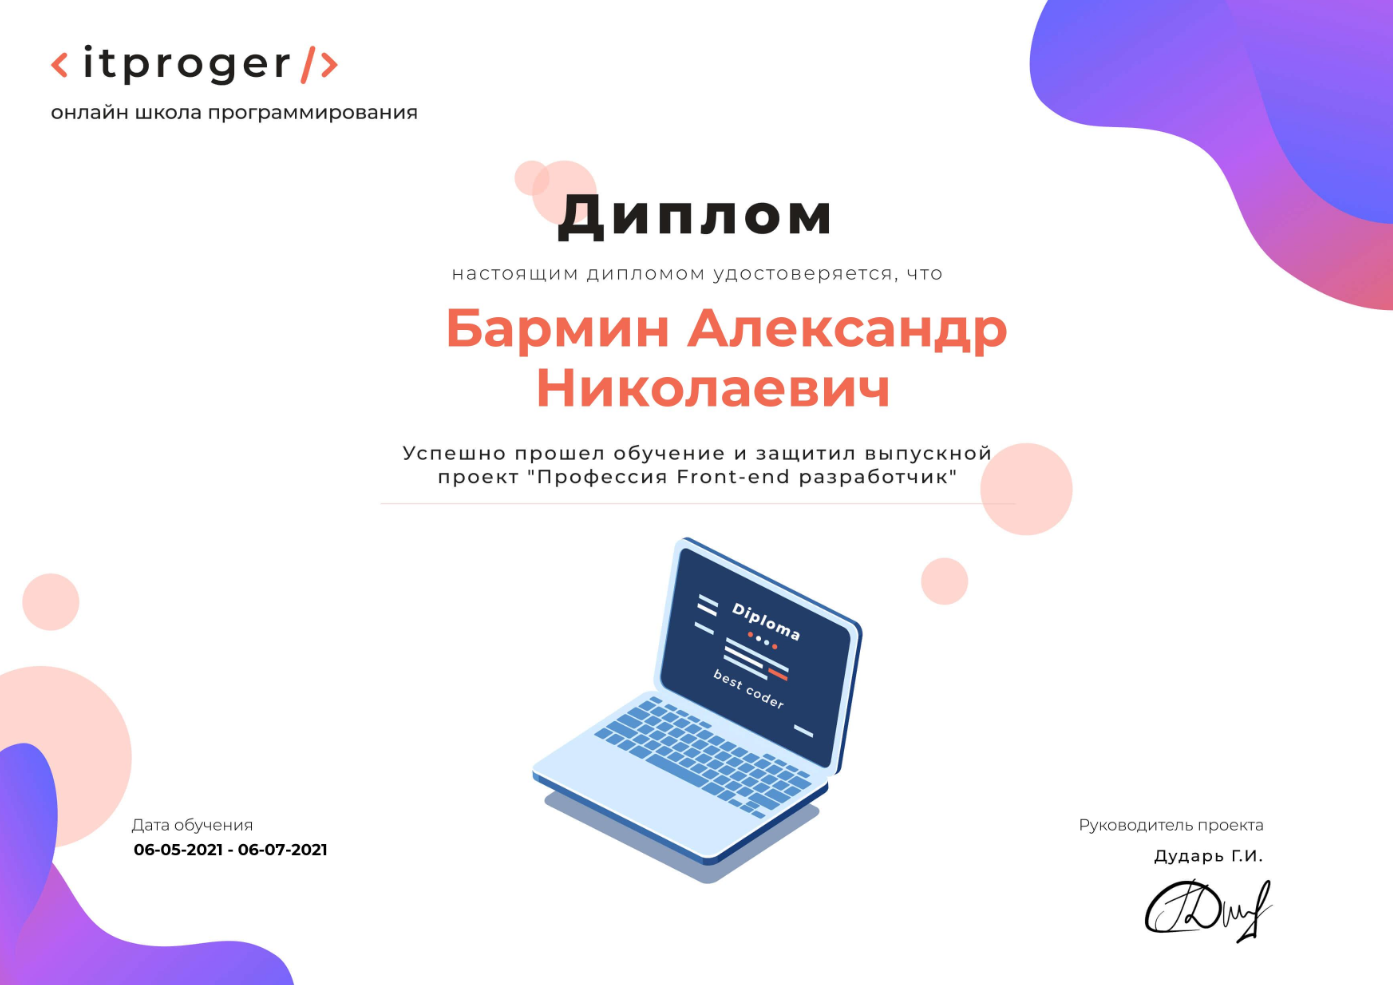 < itproger />
онлайн школа программирования
Диплом
настоящим дипломом удостоверяется, что
Бармин Александр
Николаевич
Успешно прошел обучение и защитил выпускной
проект "Профессия Front-end разработчик"
Diploma
best coder
Дата обучения
06-05-2021 - 06-07-2021
Руководитель проекта
Дударь Г.И.